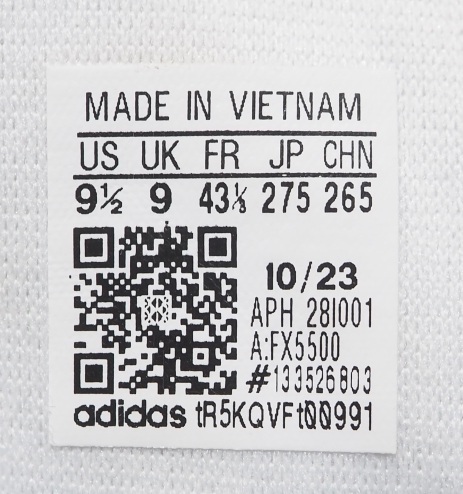 MADE IN VIETNAM
US UK FR JP CHN
9½ 9 43⅓ 275 265
10/23
APH 28I001
A:FX5500
#133526803
adidas tR5KQVFt00991